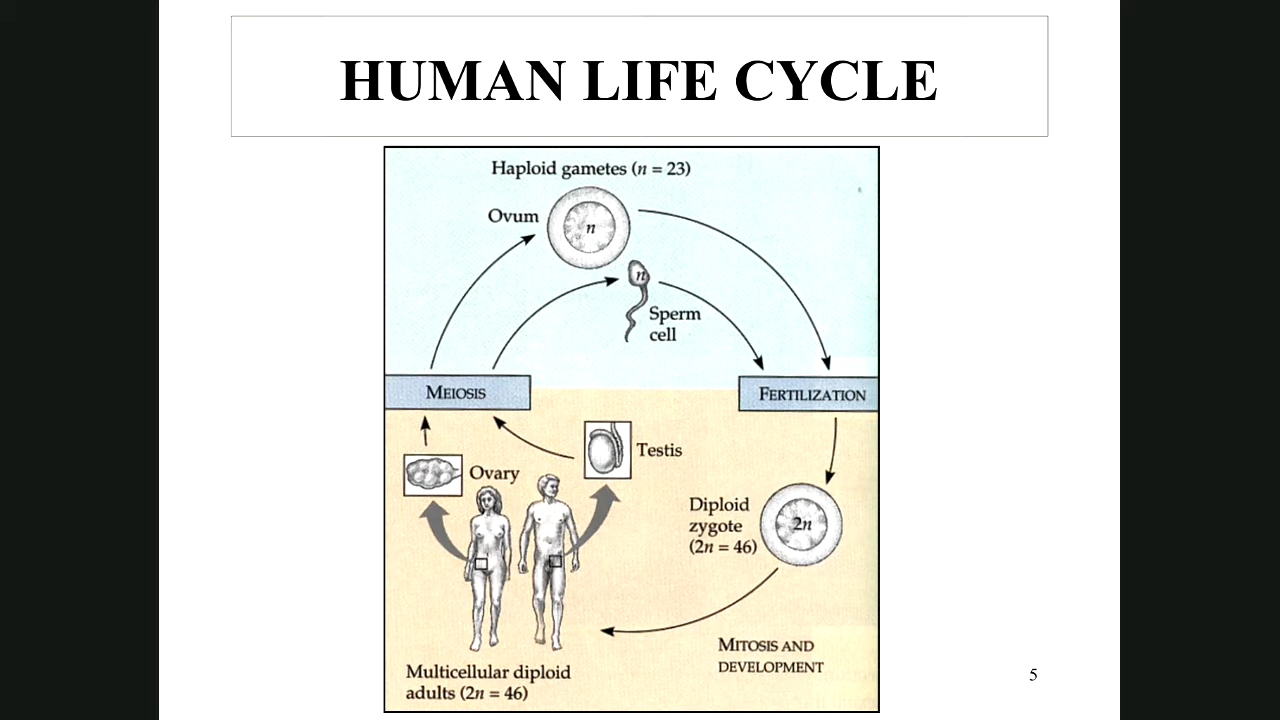 HUMAN LIFE CYCLE
Haploid gametes (n = 23)
Ovum
n
n
Sperm
cell
MEIOSIS
FERTILIZATION
Testis
Ovary
Diploid
zygote
(2n = 46)
2n
MITOSIS AND
DEVELOPMENT
Multicellular diploid
adults (2n = 46)
5